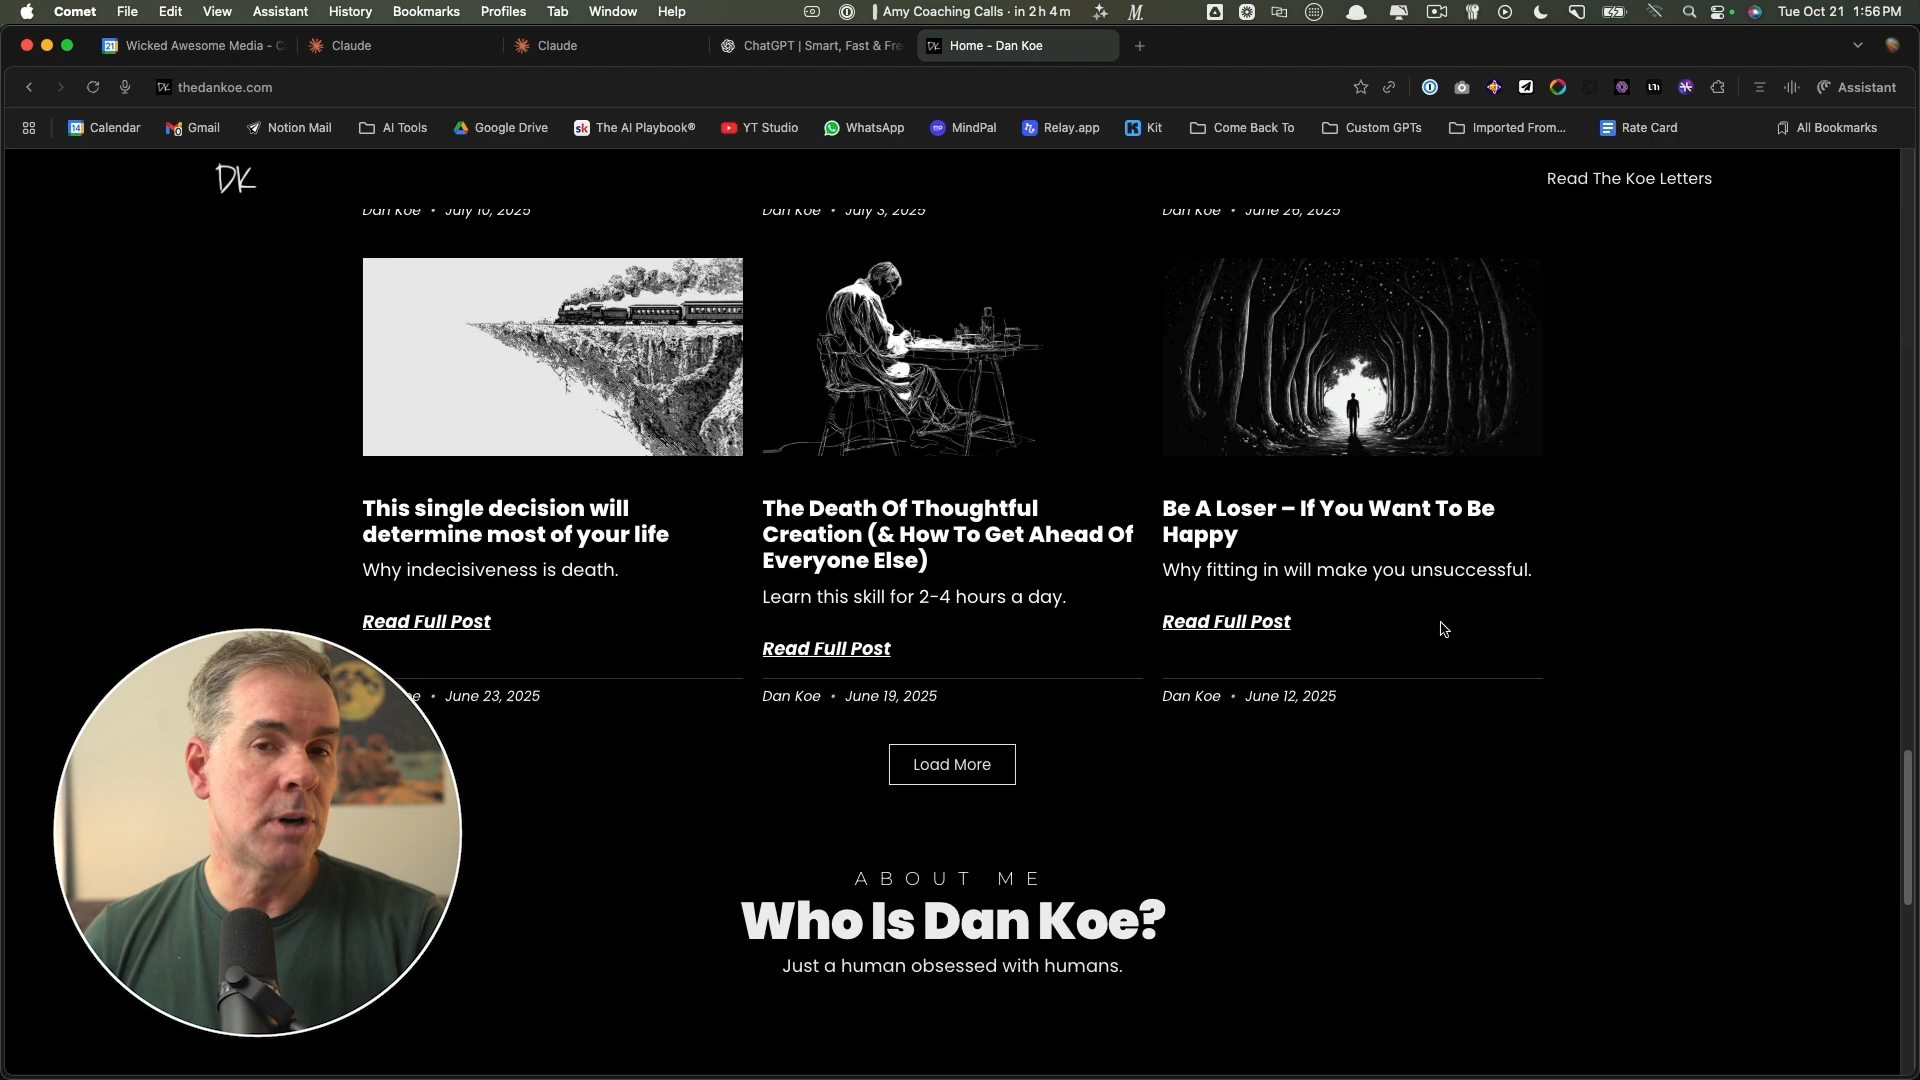 Comet File Edit View Assistant History Bookmarks Profiles Tab Window Help Amy Coaching Calls · in 2 h 4 m Tue Oct 21 1:56 PM
Wicked Awesome Media - C Claude Claude ChatGPT | Smart, Fast & Fre Home - Dan Koe
thedankoe.com Assistant
Calendar Gmail Notion Mail AI Tools Google Drive The AI Playbook® YT Studio WhatsApp MindPal Relay.app Kit Come Back To Custom GPTs Imported From... Rate Card All Bookmarks
DK Read The Koe Letters
Dan Koe • July 10, 2025
Dan Koe • July 3, 2025
Dan Koe • June 26, 2025
This single decision will
determine most of your life
Why indecisiveness is death.
Read Full Post
June 23, 2025
The Death Of Thoughtful
Creation (& How To Get Ahead Of
Everyone Else)
Learn this skill for 2-4 hours a day.
Read Full Post
Dan Koe • June 19, 2025
Be A Loser – If You Want To Be
Happy
Why fitting in will make you unsuccessful.
Read Full Post
Dan Koe • June 12, 2025
Load More
ABOUT ME
Who Is Dan Koe?
Just a human obsessed with humans.